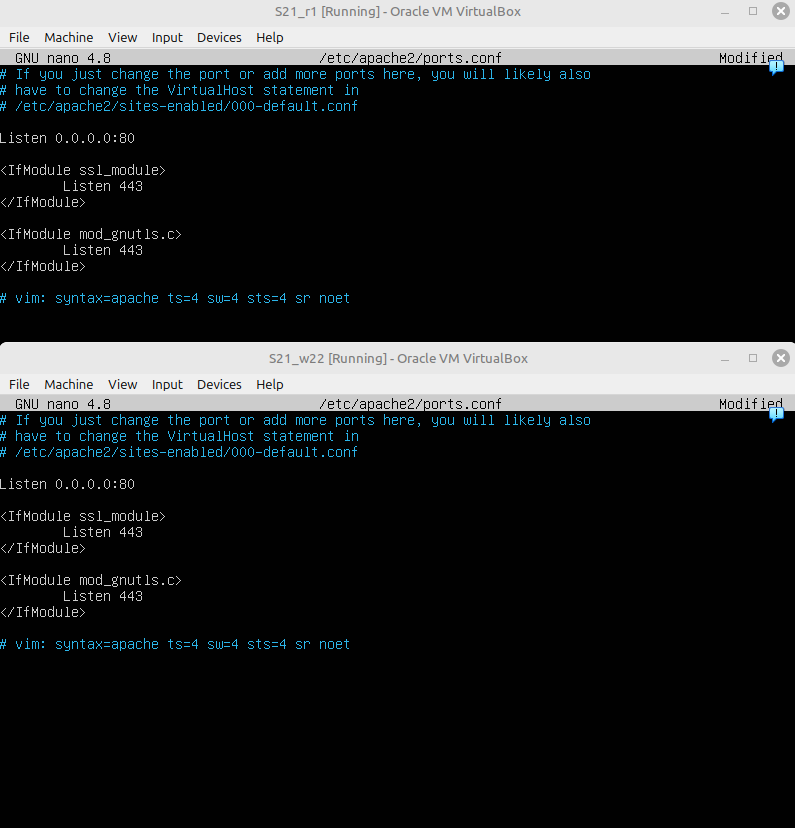 S21_r1 [Running] - Oracle VM VirtualBox
File Machine View Input Devices Help
GNU nano 4.8 /etc/apache2/ports.conf Modified
# If you just change the port or add more ports here, you will likely also
# have to change the VirtualHost statement in
# /etc/apache2/sites-enabled/000-default.conf
Listen 0.0.0.0:80
<IfModule ssl_module>
Listen 443
</IfModule>
<IfModule mod_gnutls.c>
Listen 443
</IfModule>
# vim: syntax=apache ts=4 sw=4 sts=4 sr noet
S21_w22 [Running] - Oracle VM VirtualBox
File Machine View Input Devices Help
GNU nano 4.8 /etc/apache2/ports.conf Modified
# If you just change the port or add more ports here, you will likely also
# have to change the VirtualHost statement in
# /etc/apache2/sites-enabled/000-default.conf
Listen 0.0.0.0:80
<IfModule ssl_module>
Listen 443
</IfModule>
<IfModule mod_gnutls.c>
Listen 443
</IfModule>
# vim: syntax=apache ts=4 sw=4 sts=4 sr noet